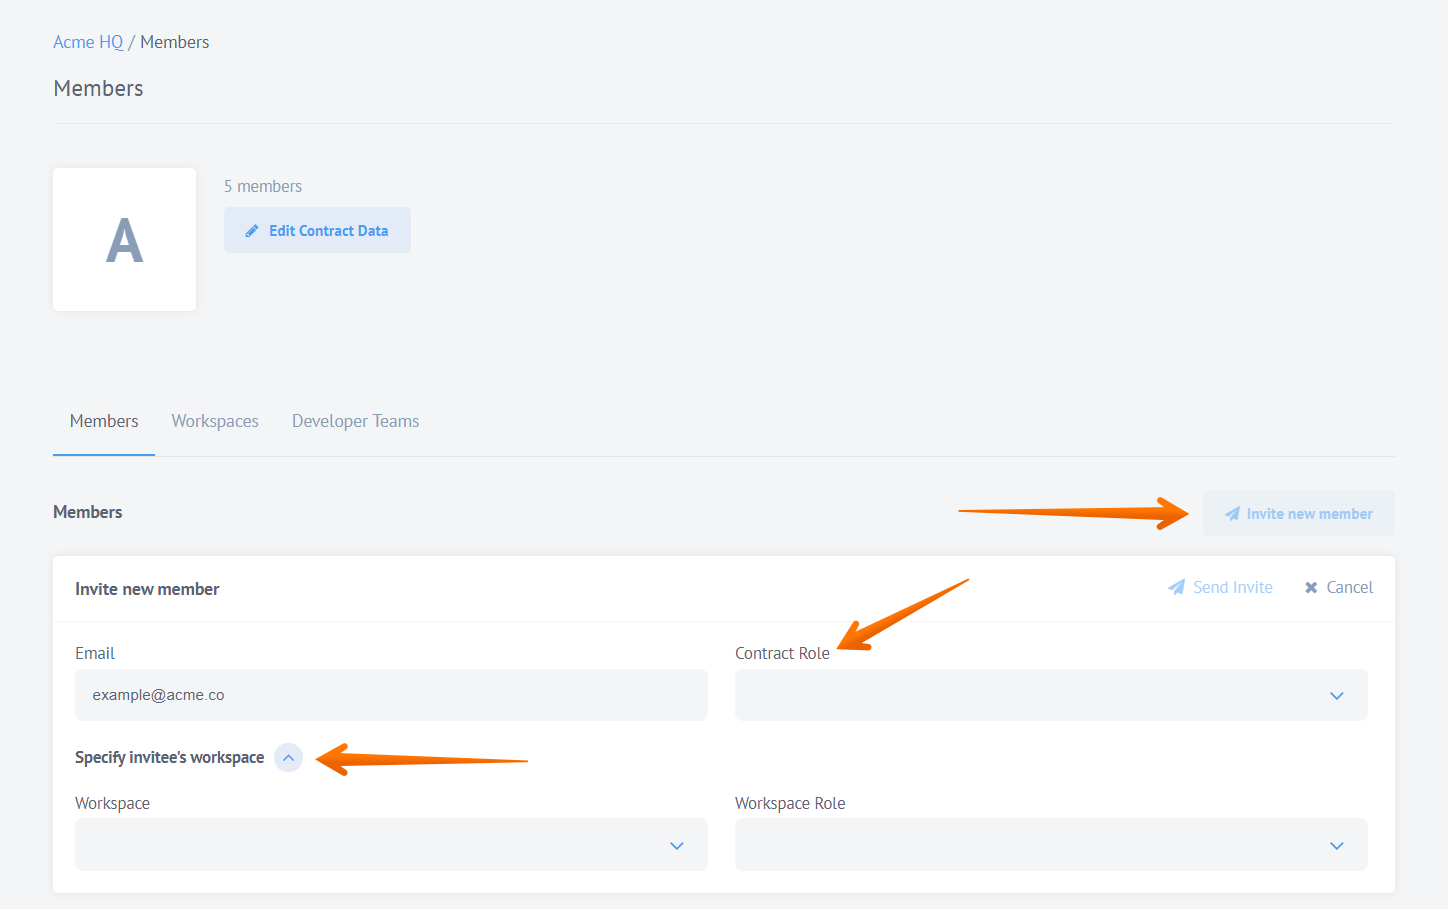 Acme HQ / Members
Members
A
5 members
Edit Contract Data
Members Workspaces Developer Teams
Members
Invite new member
Invite new member
Send Invite
Cancel
Email
Contract Role
example@acme.co
Specify invitee's workspace
Workspace
Workspace Role